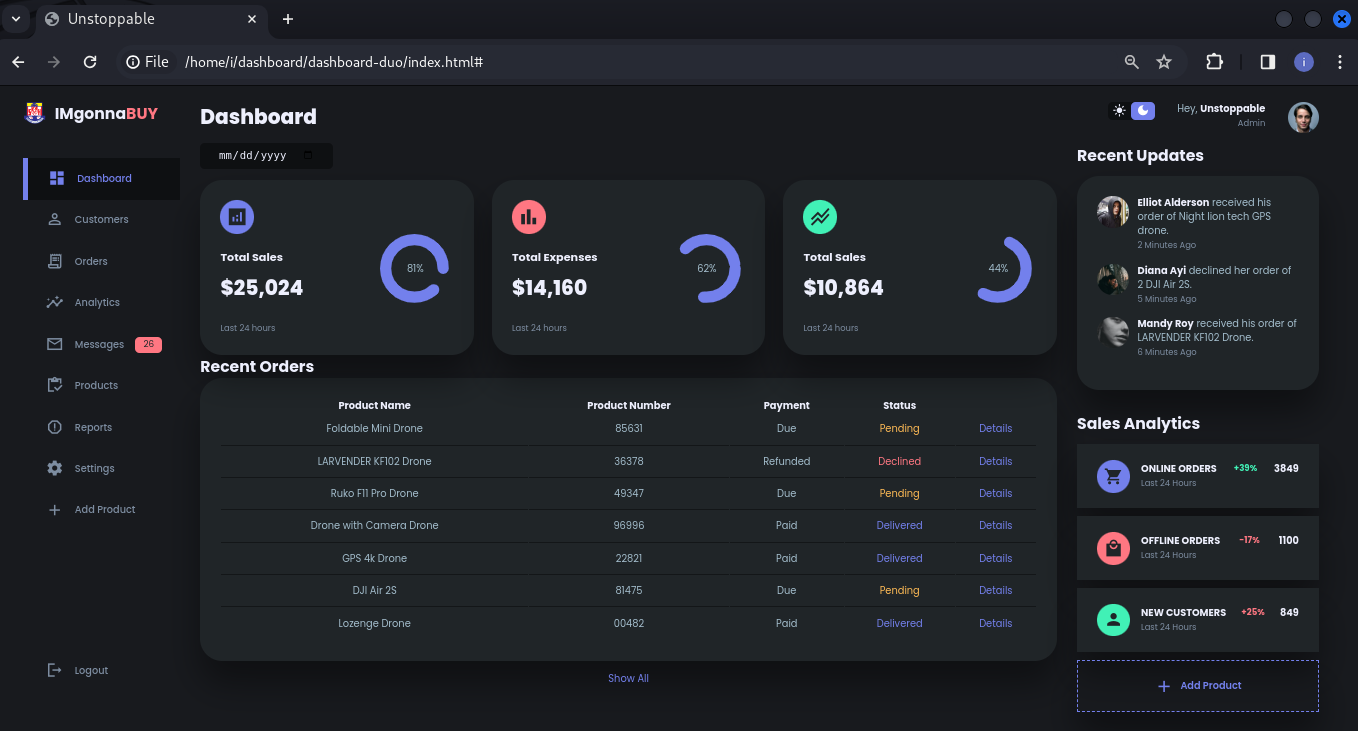 Unstoppable
File /home/i/dashboard/dashboard-duo/index.html#
i
IMgonnaBUY
Dashboard
Customers
Orders
Analytics
Messages 26
Products
Reports
Settings
Add Product
Logout
Dashboard
mm/dd/yyyy
Total Sales
$25,024
81%
Last 24 hours
Total Expenses
$14,160
62%
Last 24 hours
Total Sales
$10,864
44%
Last 24 hours
Recent Orders
Product Name Product Number Payment Status
Foldable Mini Drone 85631 Due Pending Details
LARVENDER KF102 Drone 36378 Refunded Declined Details
Ruko F11 Pro Drone 49347 Due Pending Details
Drone with Camera Drone 96996 Paid Delivered Details
GPS 4k Drone 22821 Paid Delivered Details
DJI Air 2S 81475 Due Pending Details
Lozenge Drone 00482 Paid Delivered Details
Show All
Hey, Unstoppable
Admin
Recent Updates
Elliot Alderson received his
order of Night lion tech GPS
drone.
2 Minutes Ago
Diana Ayi declined her order of
2 DJI Air 2S.
5 Minutes Ago
Mandy Roy received his order of
LARVENDER KF102 Drone.
6 Minutes Ago
Sales Analytics
ONLINE ORDERS +39% 3849
Last 24 Hours
OFFLINE ORDERS -17% 1100
Last 24 Hours
NEW CUSTOMERS +25% 849
Last 24 Hours
Add Product